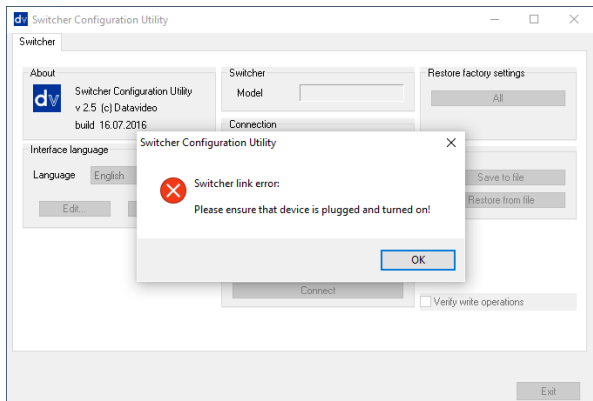 dv Switcher Configuration Utility
Switcher
About
dv
Switcher Configuration Utility
v 2.5 (c) Datavideo
build 16.07.2016
Interface language
Language English
Edit...
Switcher
Model
Connection
Connect
Restore factory settings
All
Save to file
Restore from file
Verify write operations
Exit
Switcher Configuration Utility
Switcher link error:
Please ensure that device is plugged and turned on!
OK